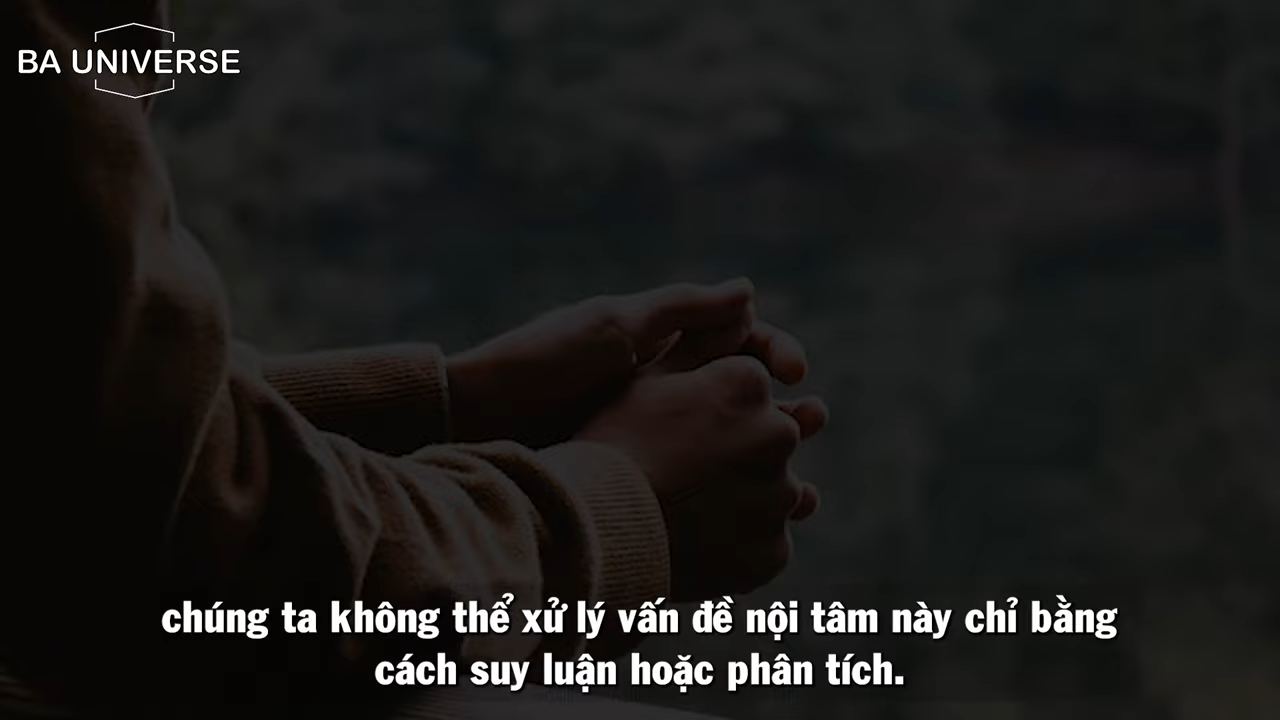 BA UNIVERSE
chúng ta không thể xử lý vấn đề nội tâm này chỉ bằng
cách suy luận hoặc phân tích.